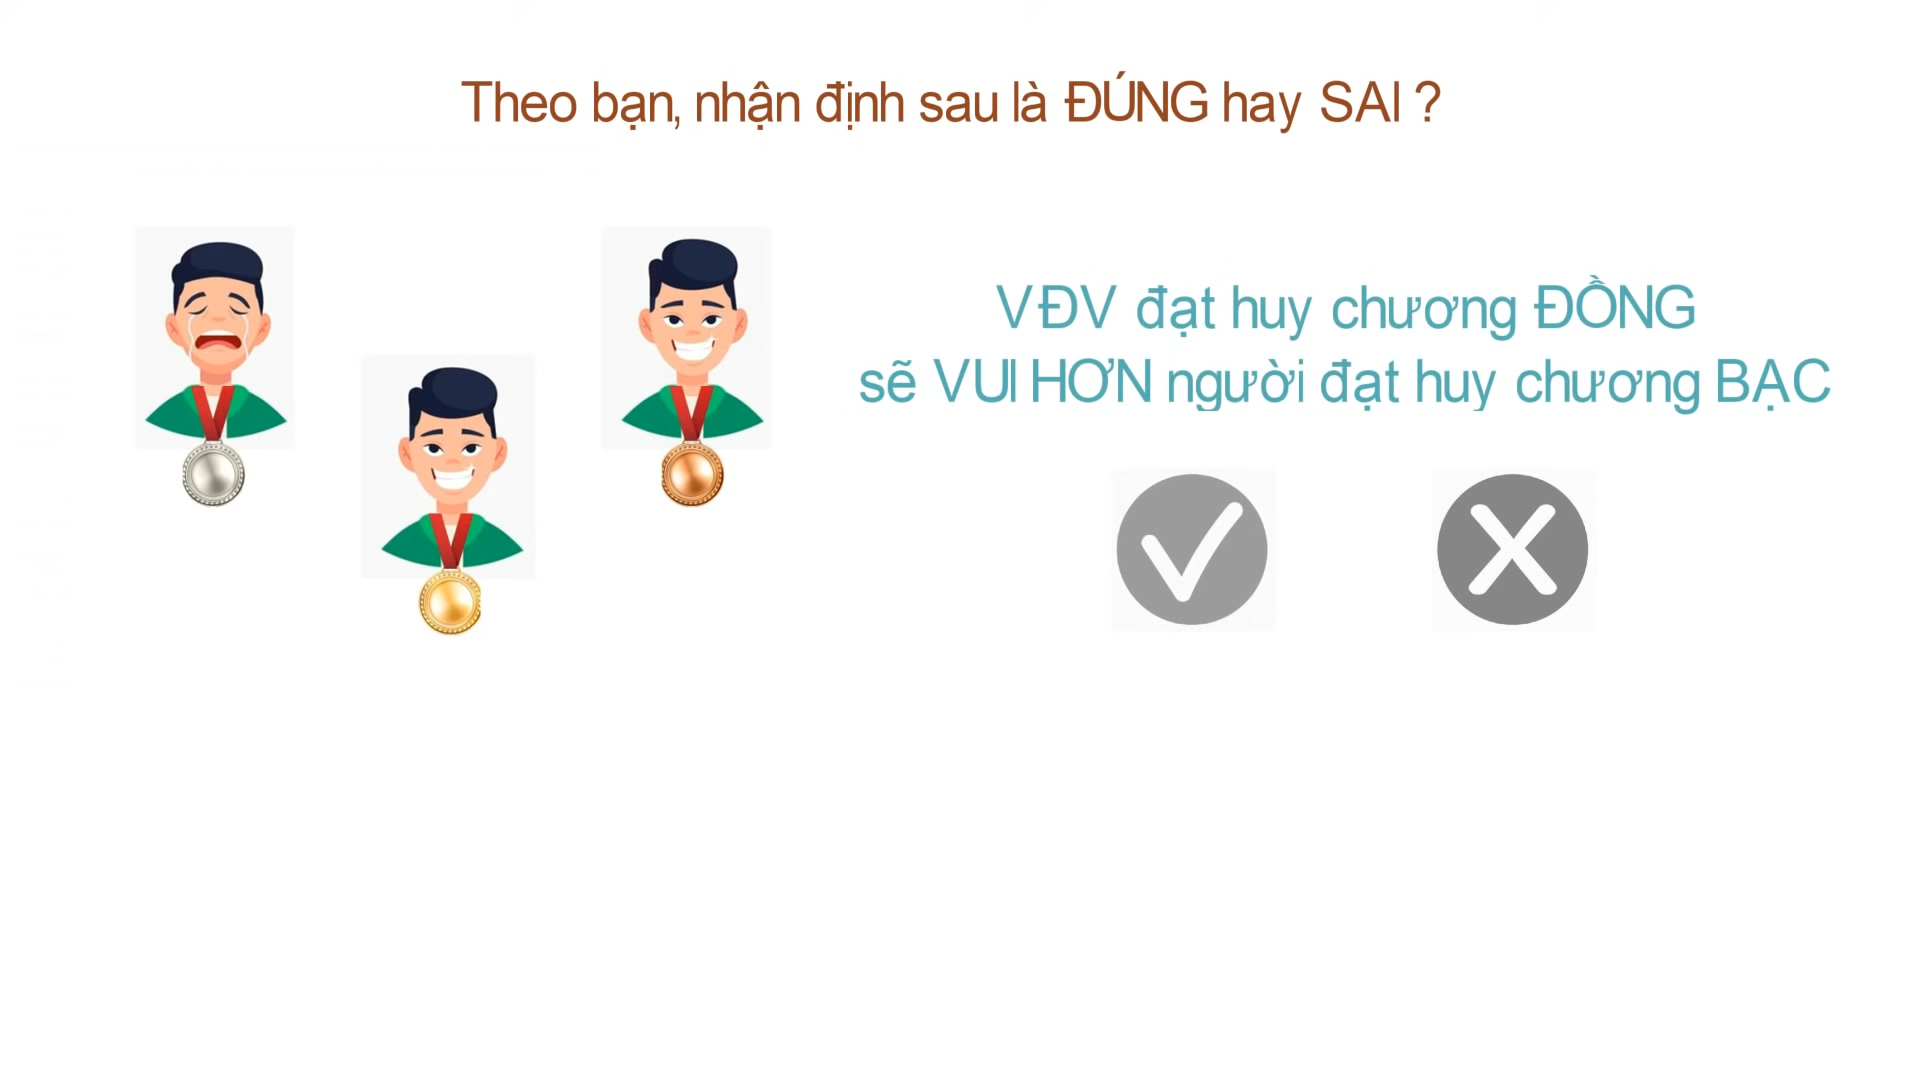 Theo bạn, nhận định sau là ĐÚNG hay SAI ?
VĐV đạt huy chương ĐỒNG
sẽ VUI HƠN người đạt huy chương BẠC